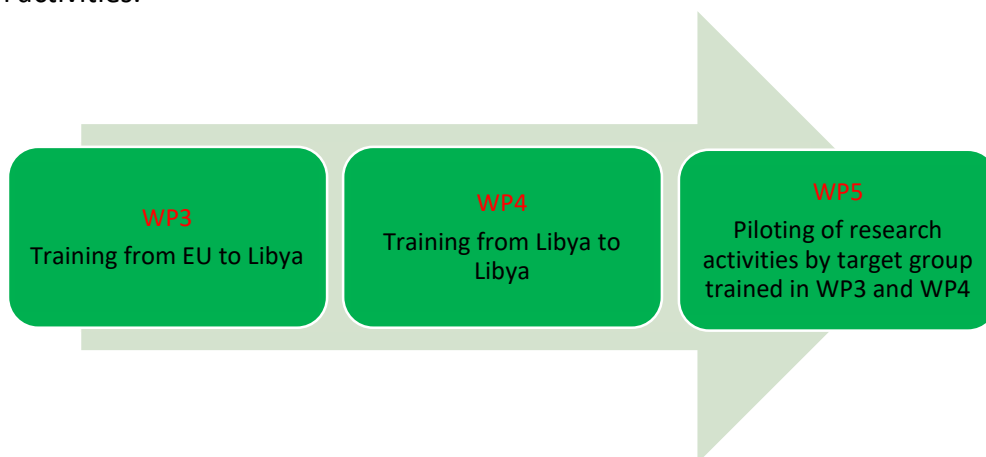 activities.
WP3
Training from EU to Libya
WP4
Training from Libya to
Libya
WP5
Piloting of research
activities by target group
trained in WP3 and WP4